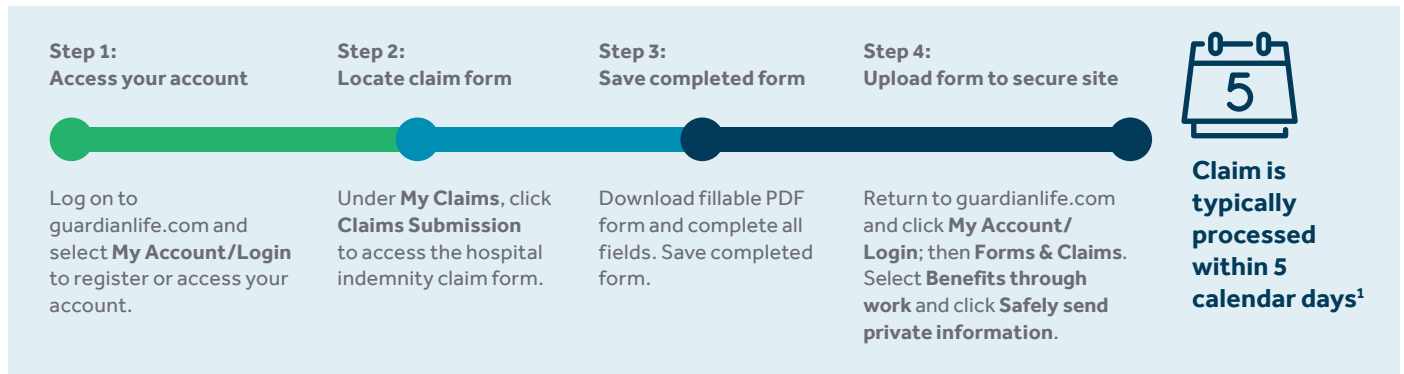 Step 1:
Access your account
Log on to
guardianlife.com and
select My Account/Login
to register or access your
account.
Step 2:
Locate claim form
Under My Claims, click
Claims Submission
to access the hospital
indemnity claim form.
Step 3:
Save completed form
Download fillable PDF
form and complete all
fields. Save completed
form.
Step 4:
Upload form to secure site
Return to guardianlife.com
and click My Account/
Login; then Forms & Claims.
Select Benefits through
work and click Safely send
private information.
5
Claim is
typically
processed
within 5
calendar days¹